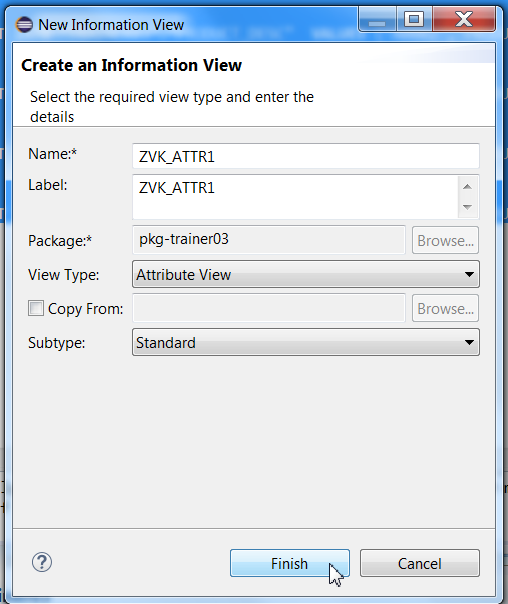 New Information View
Create an Information View
Select the required view type and enter the
details
Name:* ZVK_ATTR1
Label: ZVK_ATTR1
Package:* pkg-trainer03 Browse...
View Type: Attribute View
Copy From: Browse...
Subtype: Standard
? Finish Cancel